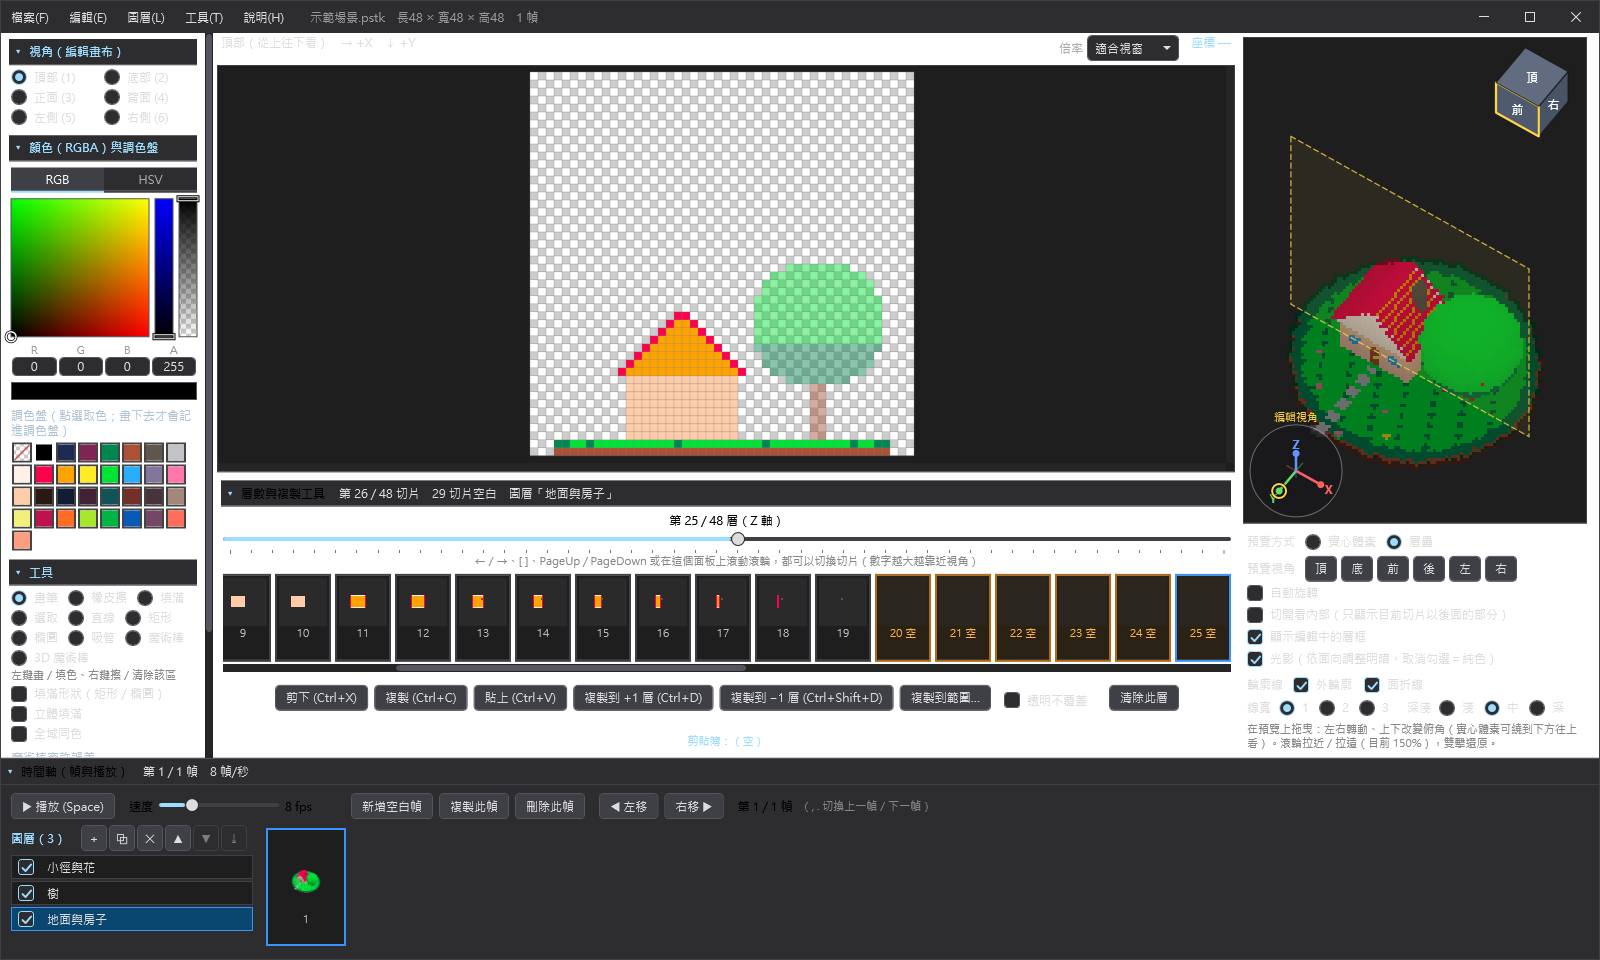 檔案(F) 編輯(E) 圖層(L) 工具(T) 說明(H) 示範場景.pstk 長48 × 寬48 × 高48 1 幀
視角（編輯畫布）
頂部 (1) 底部 (2)
正面 (3) 背面 (4)
左側 (5) 右側 (6)
顏色（RGBA）與調色盤
RGB HSV
R G B A
0 0 0 255
調色盤（點選取色；畫下去才會記
進調色盤）
工具
畫筆 橡皮擦 填滿
選取 直線 矩形
橢圓 吸管 魔術棒
3D 魔術棒
左鍵畫 / 填色、右鍵擦 / 清除該區
填滿形狀（矩形 / 橢圓）
立體填滿
全域同色
頂部（從上往下看） → +X ↓ +Y
倍率 適合視窗 座標 —
層數與複製工具 第 26 / 48 切片 29 切片空白 圖層「地面與房子」
第 25 / 48 層（Z 軸）
← / →、[ ]、PageUp / PageDown 或在這個面板上滾動滾輪，都可以切換切片（數字越大越靠近視角）
9 10 11 12 13 14 15 16 17 18 19 20 空 21 空 22 空 23 空 24 空 25 空
剪下 (Ctrl+X) 複製 (Ctrl+C) 貼上 (Ctrl+V) 複製到 +1 層 (Ctrl+D) 複製到 −1 層 (Ctrl+Shift+D) 複製到範圍... 透明不覆蓋 清除此層
剪貼簿：（空）
頂
前 右
編輯視角
Z
X
Y
預覽方式 實心體素 層疊
預覽視角 頂 底 前 後 左 右
自動旋轉
切開看內部（只顯示目前切片以後面的部分）
顯示編輯中的層框
光影（依面向調整明暗，取消勾選 = 純色）
輪廓線 外輪廓 面折線
線寬 1 2 3 深淺 淺 中 深
在預覽上拖曳：左右轉動、上下改變俯角（實心體素可繞到下方往上
看）。滾輪拉近 / 拉遠（目前 150%），雙擊還原。
時間軸（幀與播放） 第 1 / 1 幀 8 幀/秒
▶ 播放 (Space) 速度 8 fps 新增空白幀 複製此幀 刪除此幀 ◀ 左移 右移 ▶ 第 1 / 1 幀 （ , . 切換上一幀 / 下一幀）
圖層（3）
小徑與花
樹
地面與房子
1